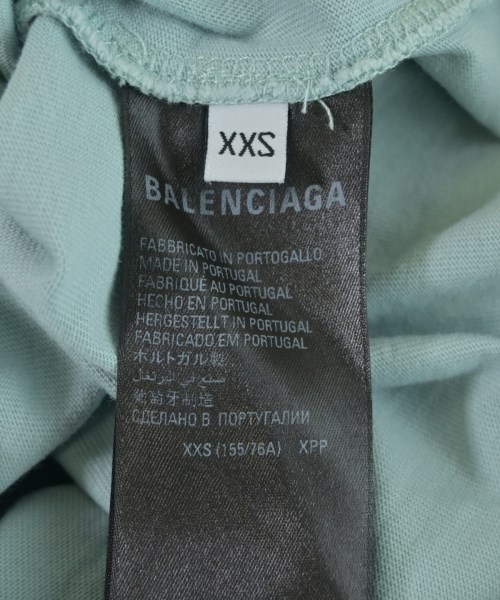 XXS
BALENCIAGA
FABBRICATO IN PORTOGALLO
MADE IN PORTUGAL
FABRIQUÉ AU PORTUGAL
HECHO EN PORTUGAL
HERGESTELLT IN PORTUGAL
FABRICADO EM PORTUGAL
ポルトガル製
صنع في البرتغال
葡萄牙制造
СДЕЛАНО В ПОРТУГАЛИИ
XXS (155/76A) XPP